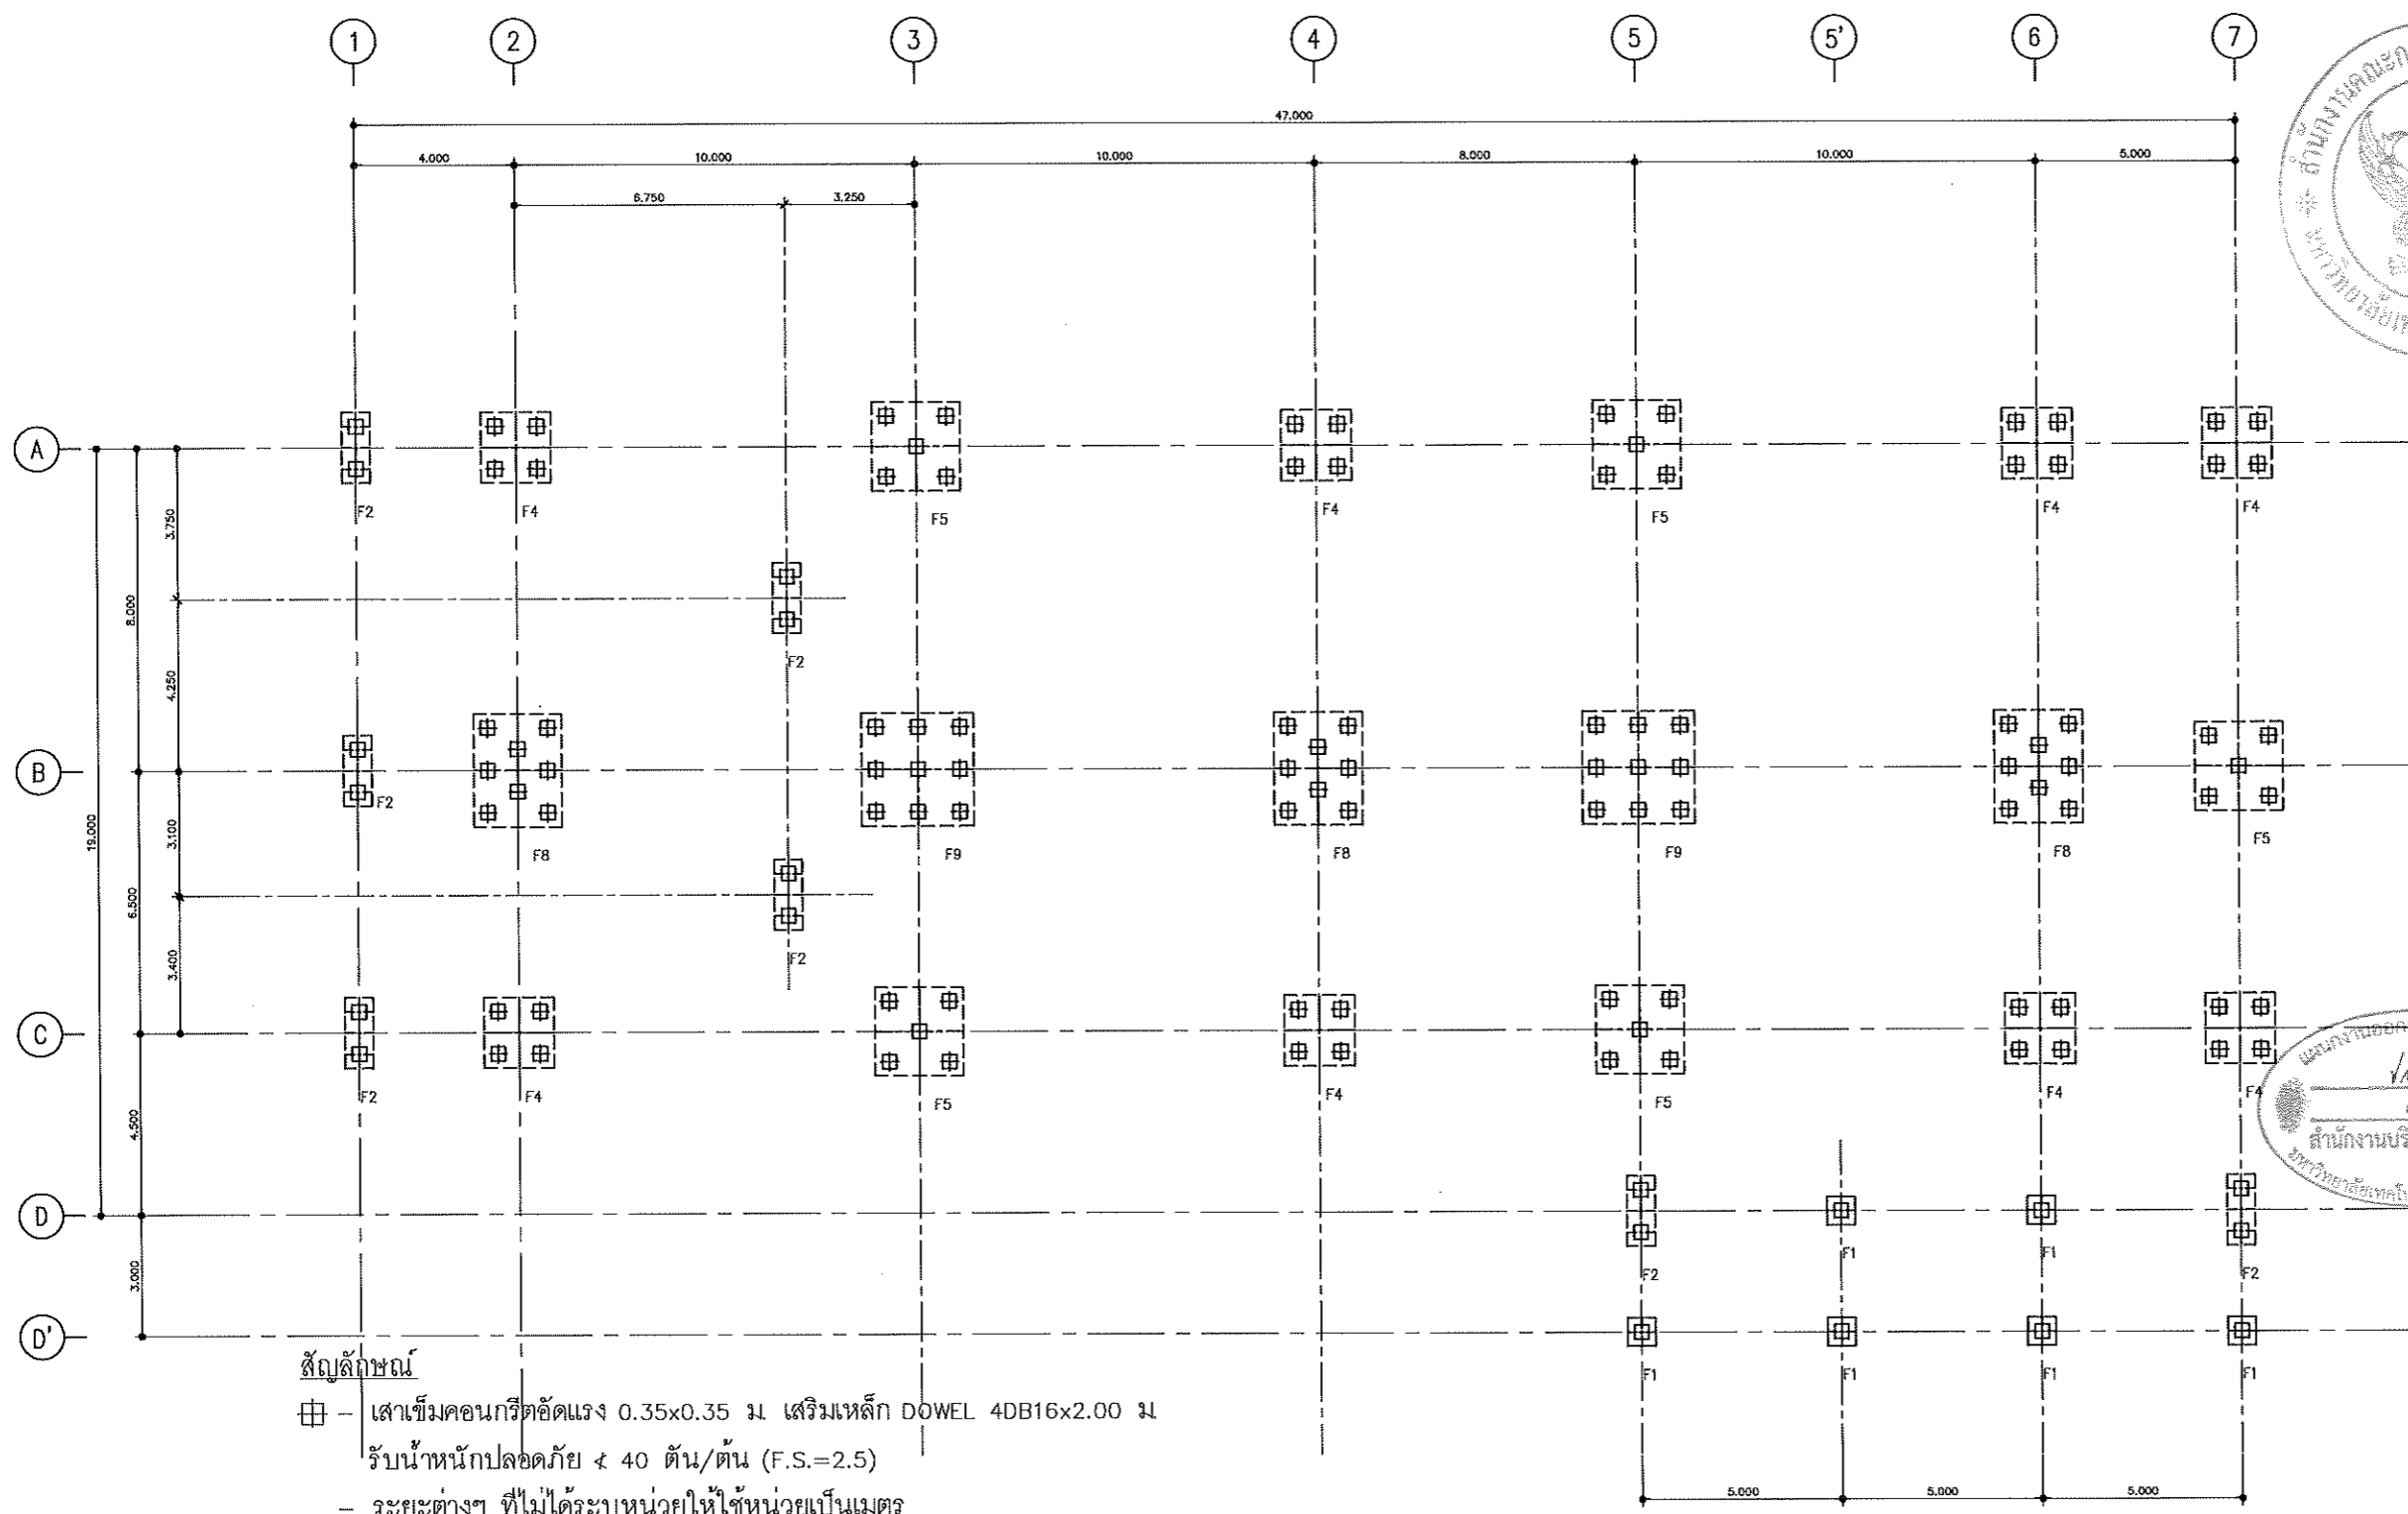 1 2 3 4 5 5' 6 7
47.000
4.000 10.000 10.000 8.000 10.000 5.000
6.750 3.250
A
F2 F4 F5 F4 F5 F4 F4
3.750
8.000
F2
4.250
B
F2 F8 F9 F8 F9 F8 F5
19.000
3.100
6.500
F2
3.400
C
F2 F4 F5 F4 F5 F4 F4
4.500
D
F2 F1 F1 F2
3.000
D'
F1 F1 F1 F1
5.000 5.000 5.000
สัญลักษณ์
– เสาเข็มคอนกรีตอัดแรง 0.35x0.35 ม. เสริมเหล็ก DOWEL 4DB16x2.00 ม.
รับน้ำหนักปลอดภัย ≮ 40 ตัน/ต้น (F.S.=2.5)
– ระยะต่างๆ ที่ไม่ได้ระบุหน่วยให้ใช้หน่วยเป็นเมตร